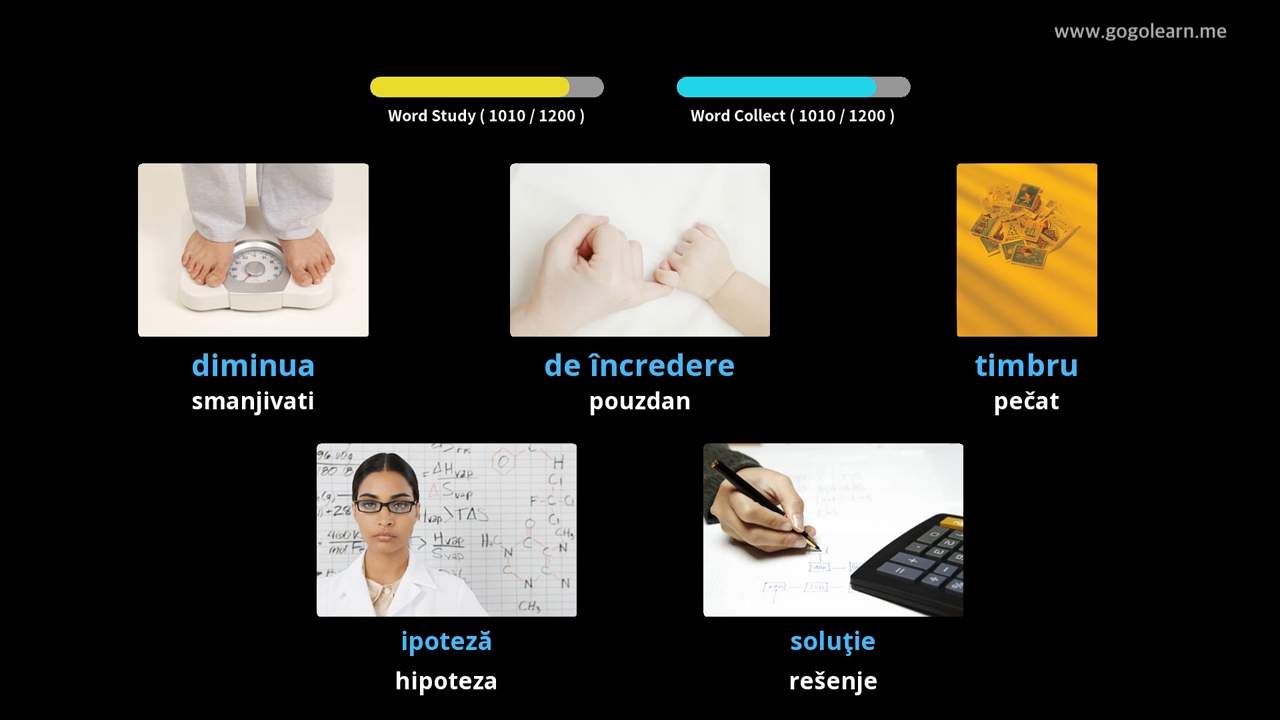 www.gogolearn.me
Word Study ( 1010 / 1200 )
Word Collect ( 1010 / 1200 )
diminua
smanjivati
de încredere
pouzdan
timbru
pečat
ipoteză
hipoteza
soluţie
rešenje